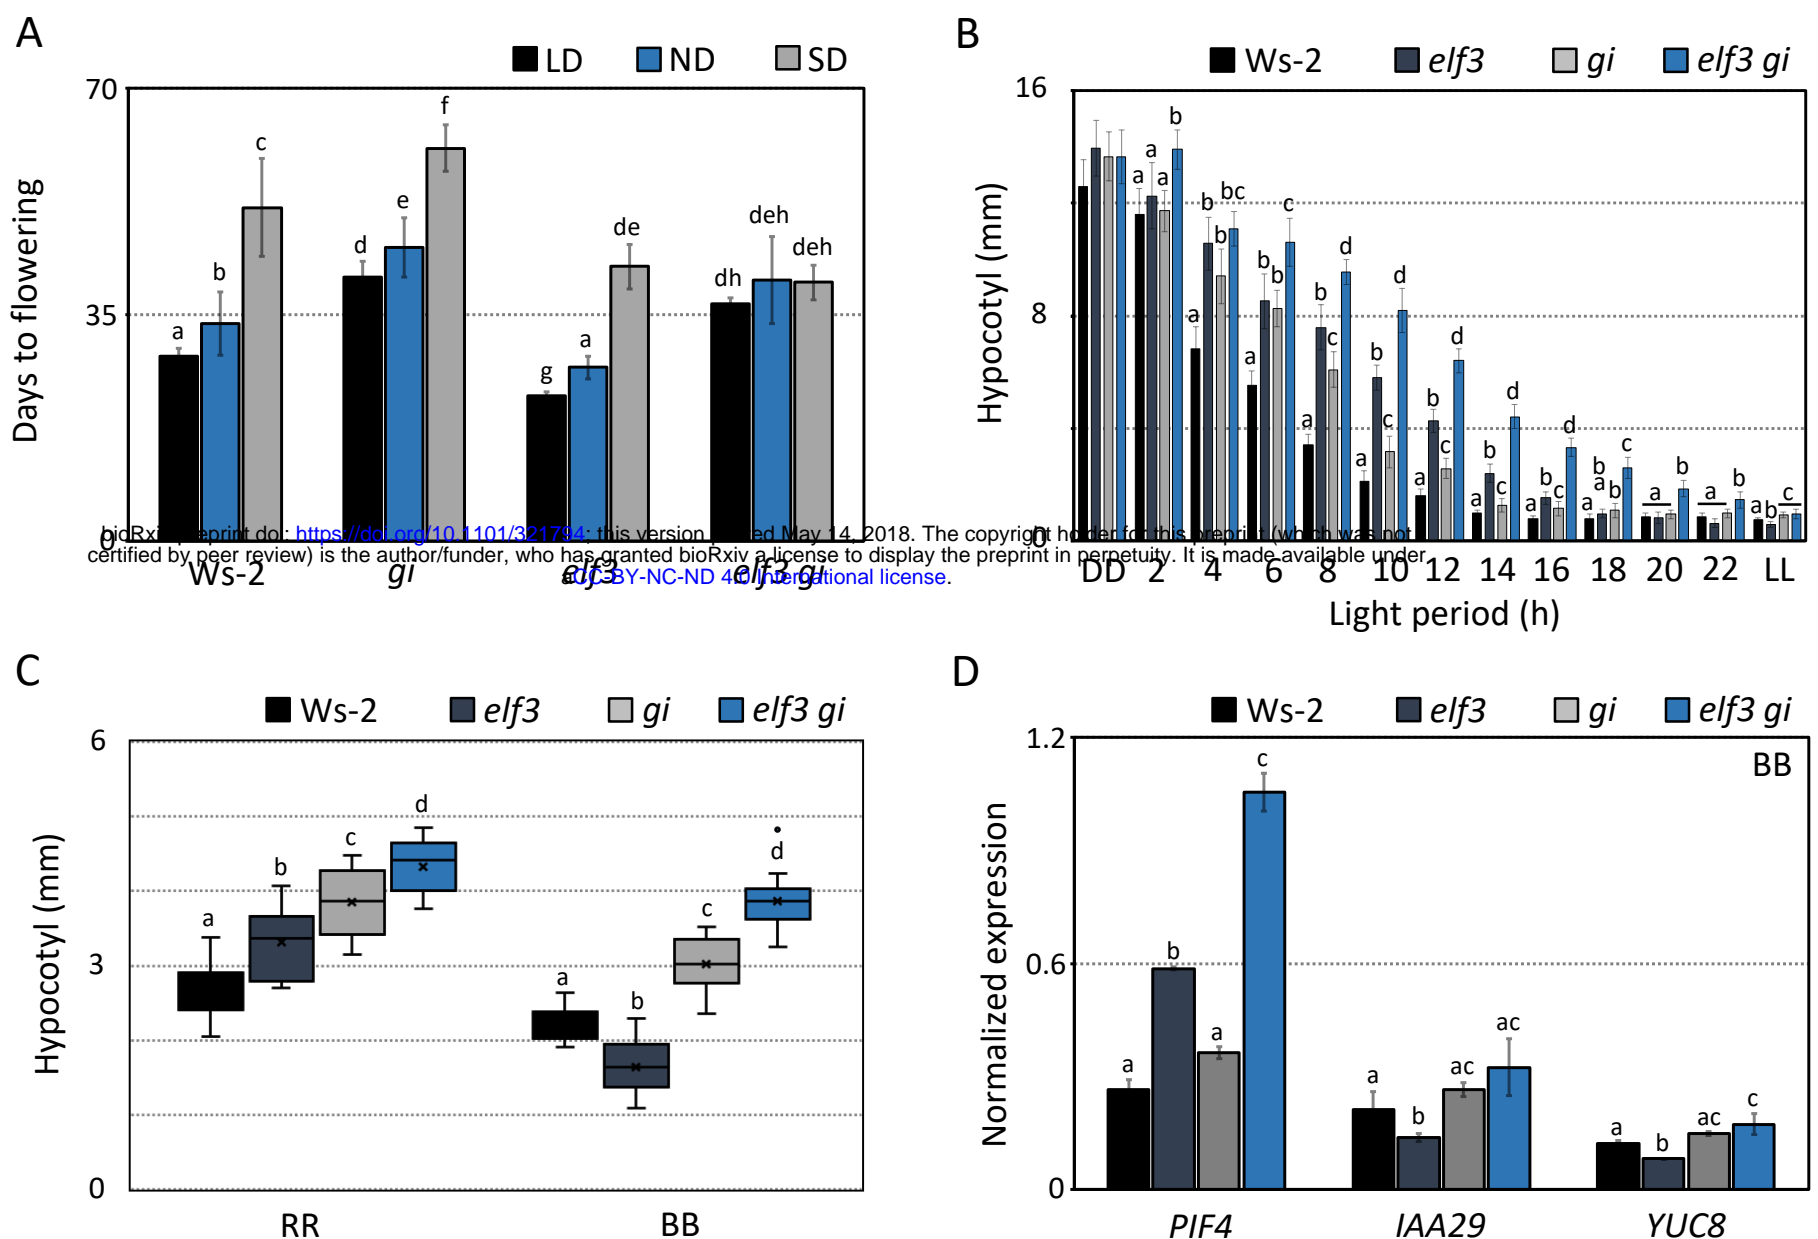 A
LD ND SD
70
35
0
Days to flowering
a b c
d e f
g a de
dh deh deh
Ws-2 gi elf3 elf3 gi
B
Ws-2 elf3 gi elf3 gi
16
8
0
Hypocotyl (mm)
a a a b
a b b bc
a b b c
a b c d
a b c d
a b c d
a b c d
a b c d
a a b b c
a b
a b
a b c
DD 2 4 6 8 10 12 14 16 18 20 22 LL
Light period (h)
bioRxiv preprint doi: https://doi.org/10.1101/321794; this version posted May 14, 2018. The copyright holder for this preprint (which was not
certified by peer review) is the author/funder, who has granted bioRxiv a license to display the preprint in perpetuity. It is made available under
aCC-BY-NC-ND 4.0 International license.
C
Ws-2 elf3 gi elf3 gi
6
3
0
Hypocotyl (mm)
a b c d
a b c d
RR BB
D
Ws-2 elf3 gi elf3 gi
BB
1.2
0.6
0
Normalized expression
a b a c
a b ac ac
a b ac c
PIF4 IAA29 YUC8